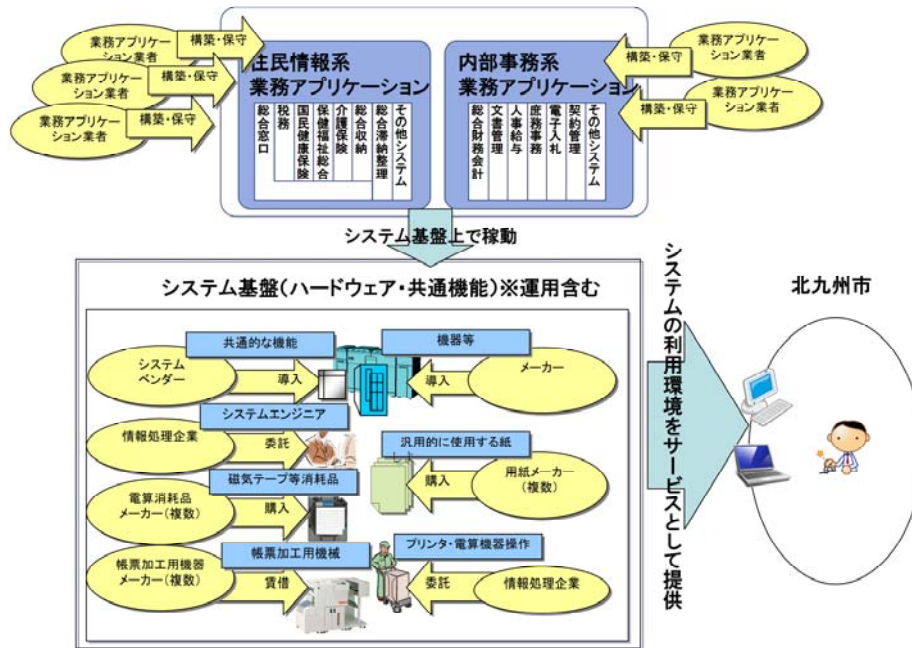 業務アプリケー
ション業者
構築・保守
業務アプリケー
ション業者
構築・保守
業務アプリケー
ション業者
構築・保守
住民情報系
業務アプリケーション
総合窓口
税務
国民健康保険
保健福祉総合
介護保険
総合収納
総合滞納整理
その他システム
内部事務系
業務アプリケーション
総合財務会計
文書管理
人事給与
庶務事務
電子入札
契約管理
その他システム
構築・保守
業務アプリケー
ション業者
構築・保守
業務アプリケー
ション業者
システム基盤上で稼動
システム基盤(ハードウェア・共通機能)※運用含む
共通的な機能
システム
ベンダー
導入
機器等
導入
メーカー
システムエンジニア
情報処理企業
委託
汎用的に使用する紙
購入
用紙メーカー
(複数)
磁気テープ等消耗品
電算消耗品
メーカー(複数)
購入
帳票加工用機械
帳票加工用機器
メーカー(複数)
賃借
プリンタ・電算機器操作
委託
情報処理企業
システムの利用環境をサービスとして提供
北九州市